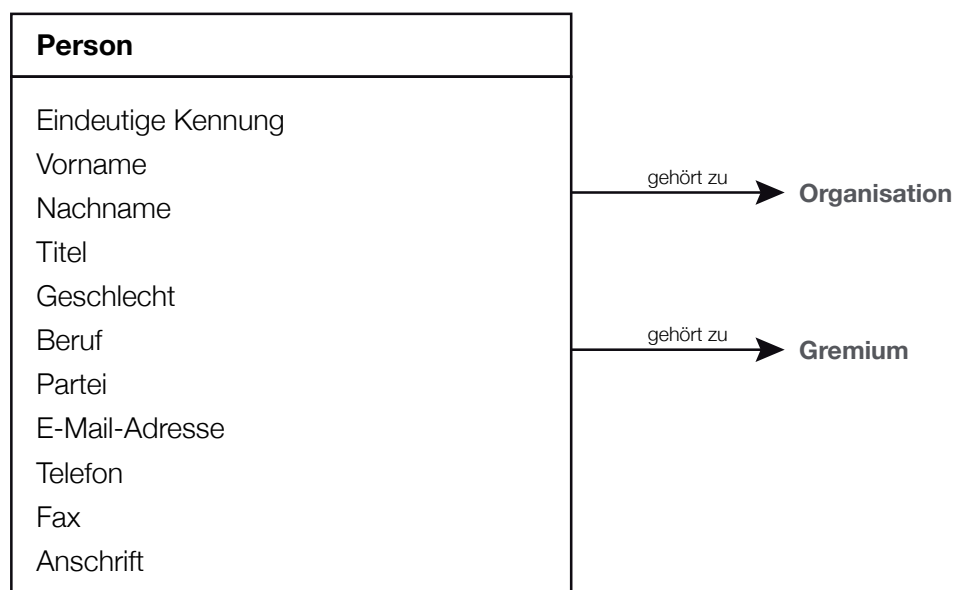 Person
Eindeutige Kennung
Vorname
Nachname
Titel
Geschlecht
Beruf
Partei
E-Mail-Adresse
Telefon
Fax
Anschrift
gehört zu
Organisation
gehört zu
Gremium